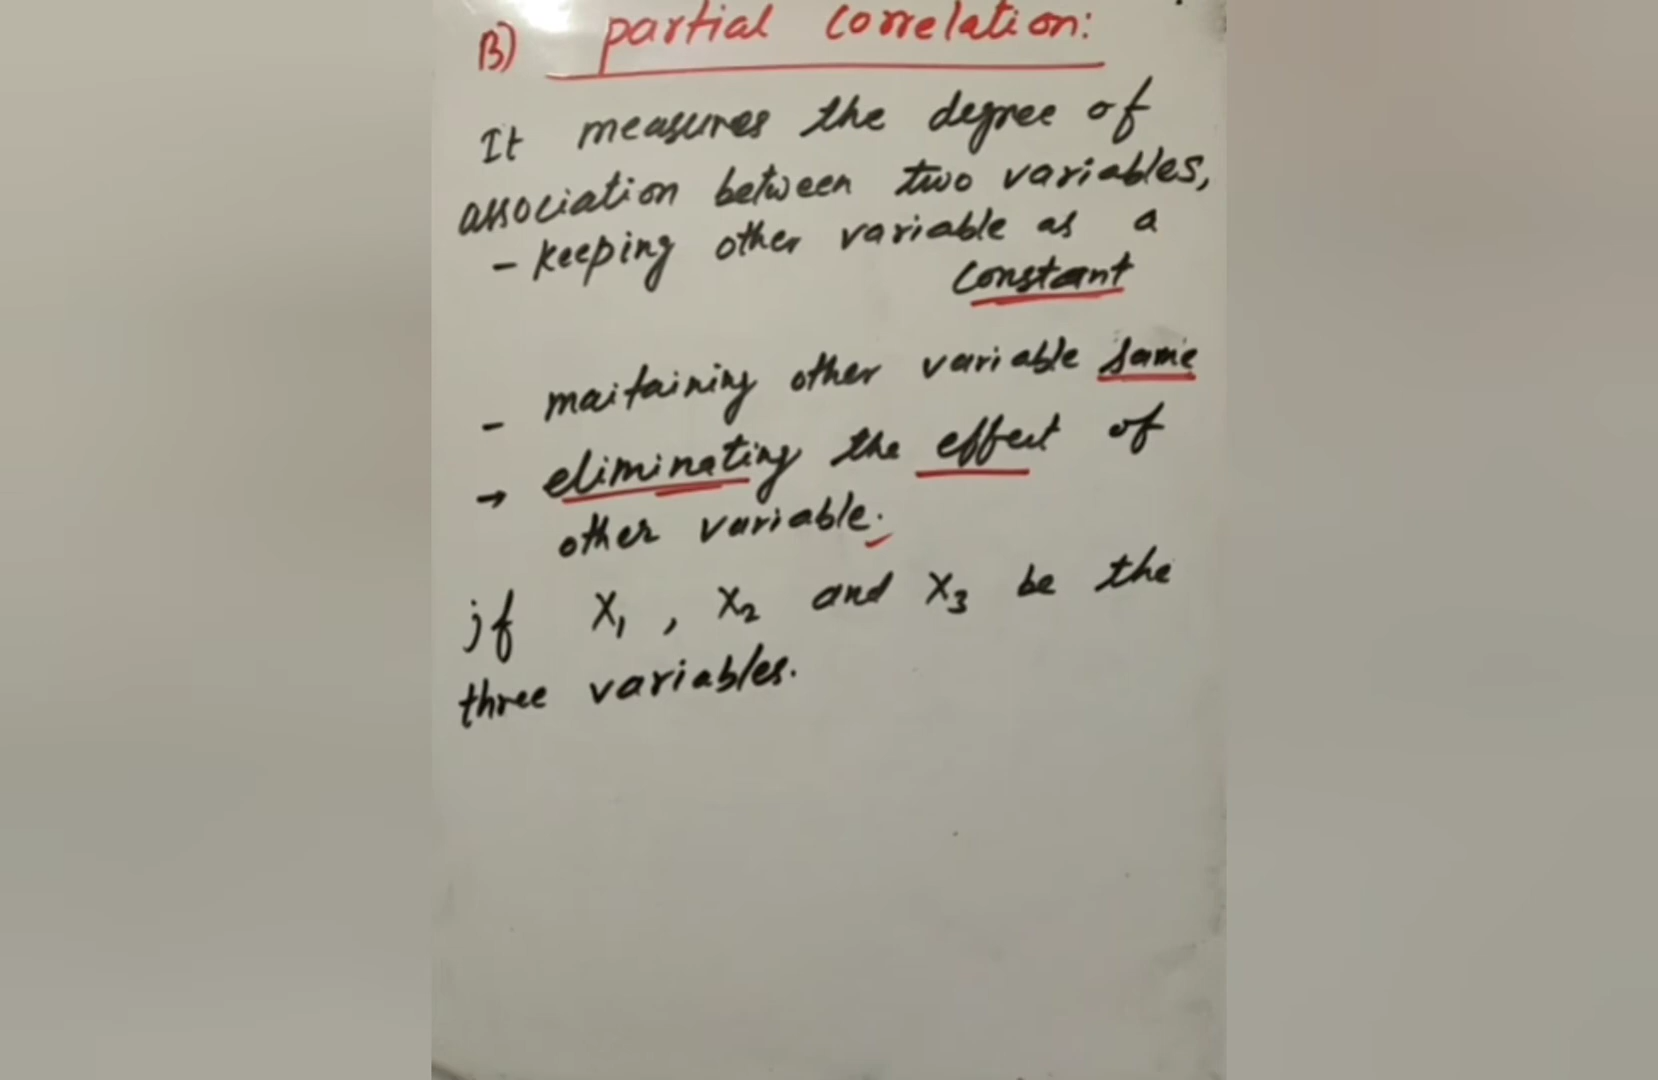 B) partial correlation:
It measures the degree of
association between two variables,
- keeping other variable as a
constant
- maitaining other variable same
→ eliminating the effect of
other variable.
if X₁, X₂ and X₃ be the
three variables.